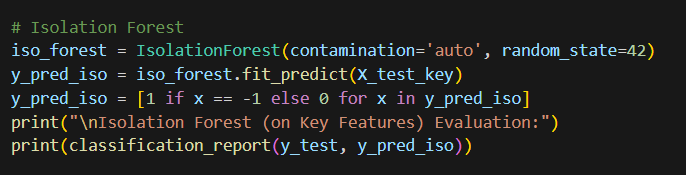 # Isolation Forest
iso_forest = IsolationForest(contamination='auto', random_state=42)
y_pred_iso = iso_forest.fit_predict(X_test_key)
y_pred_iso = [1 if x == -1 else 0 for x in y_pred_iso]
print("\nIsolation Forest (on Key Features) Evaluation:")
print(classification_report(y_test, y_pred_iso))